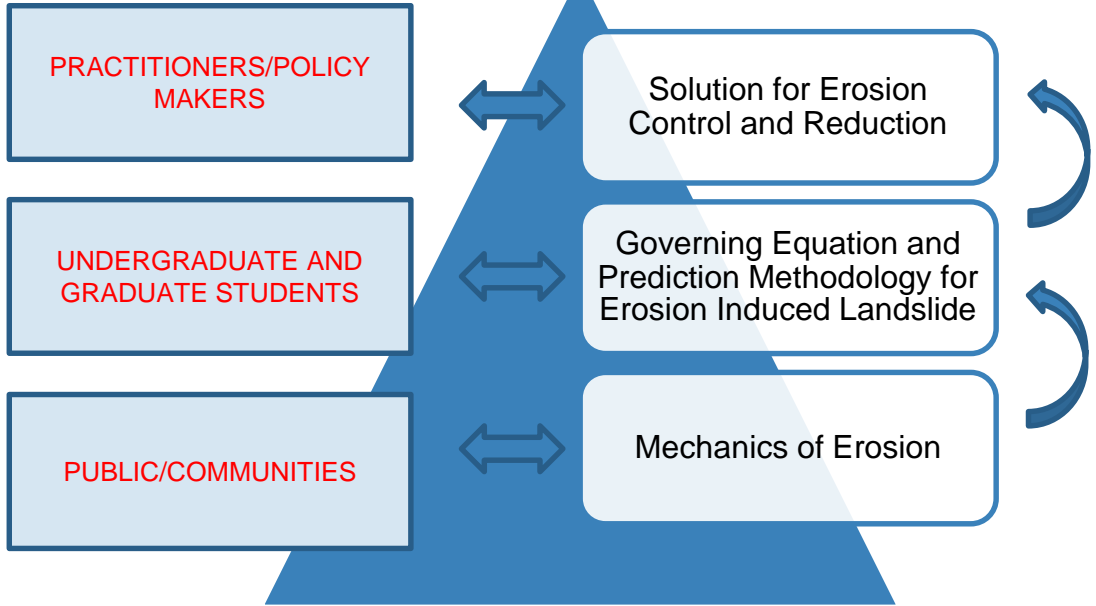 PRACTITIONERS/POLICY
MAKERS
Solution for Erosion
Control and Reduction
UNDERGRADUATE AND
GRADUATE STUDENTS
Governing Equation and
Prediction Methodology for
Erosion Induced Landslide
PUBLIC/COMMUNITIES
Mechanics of Erosion